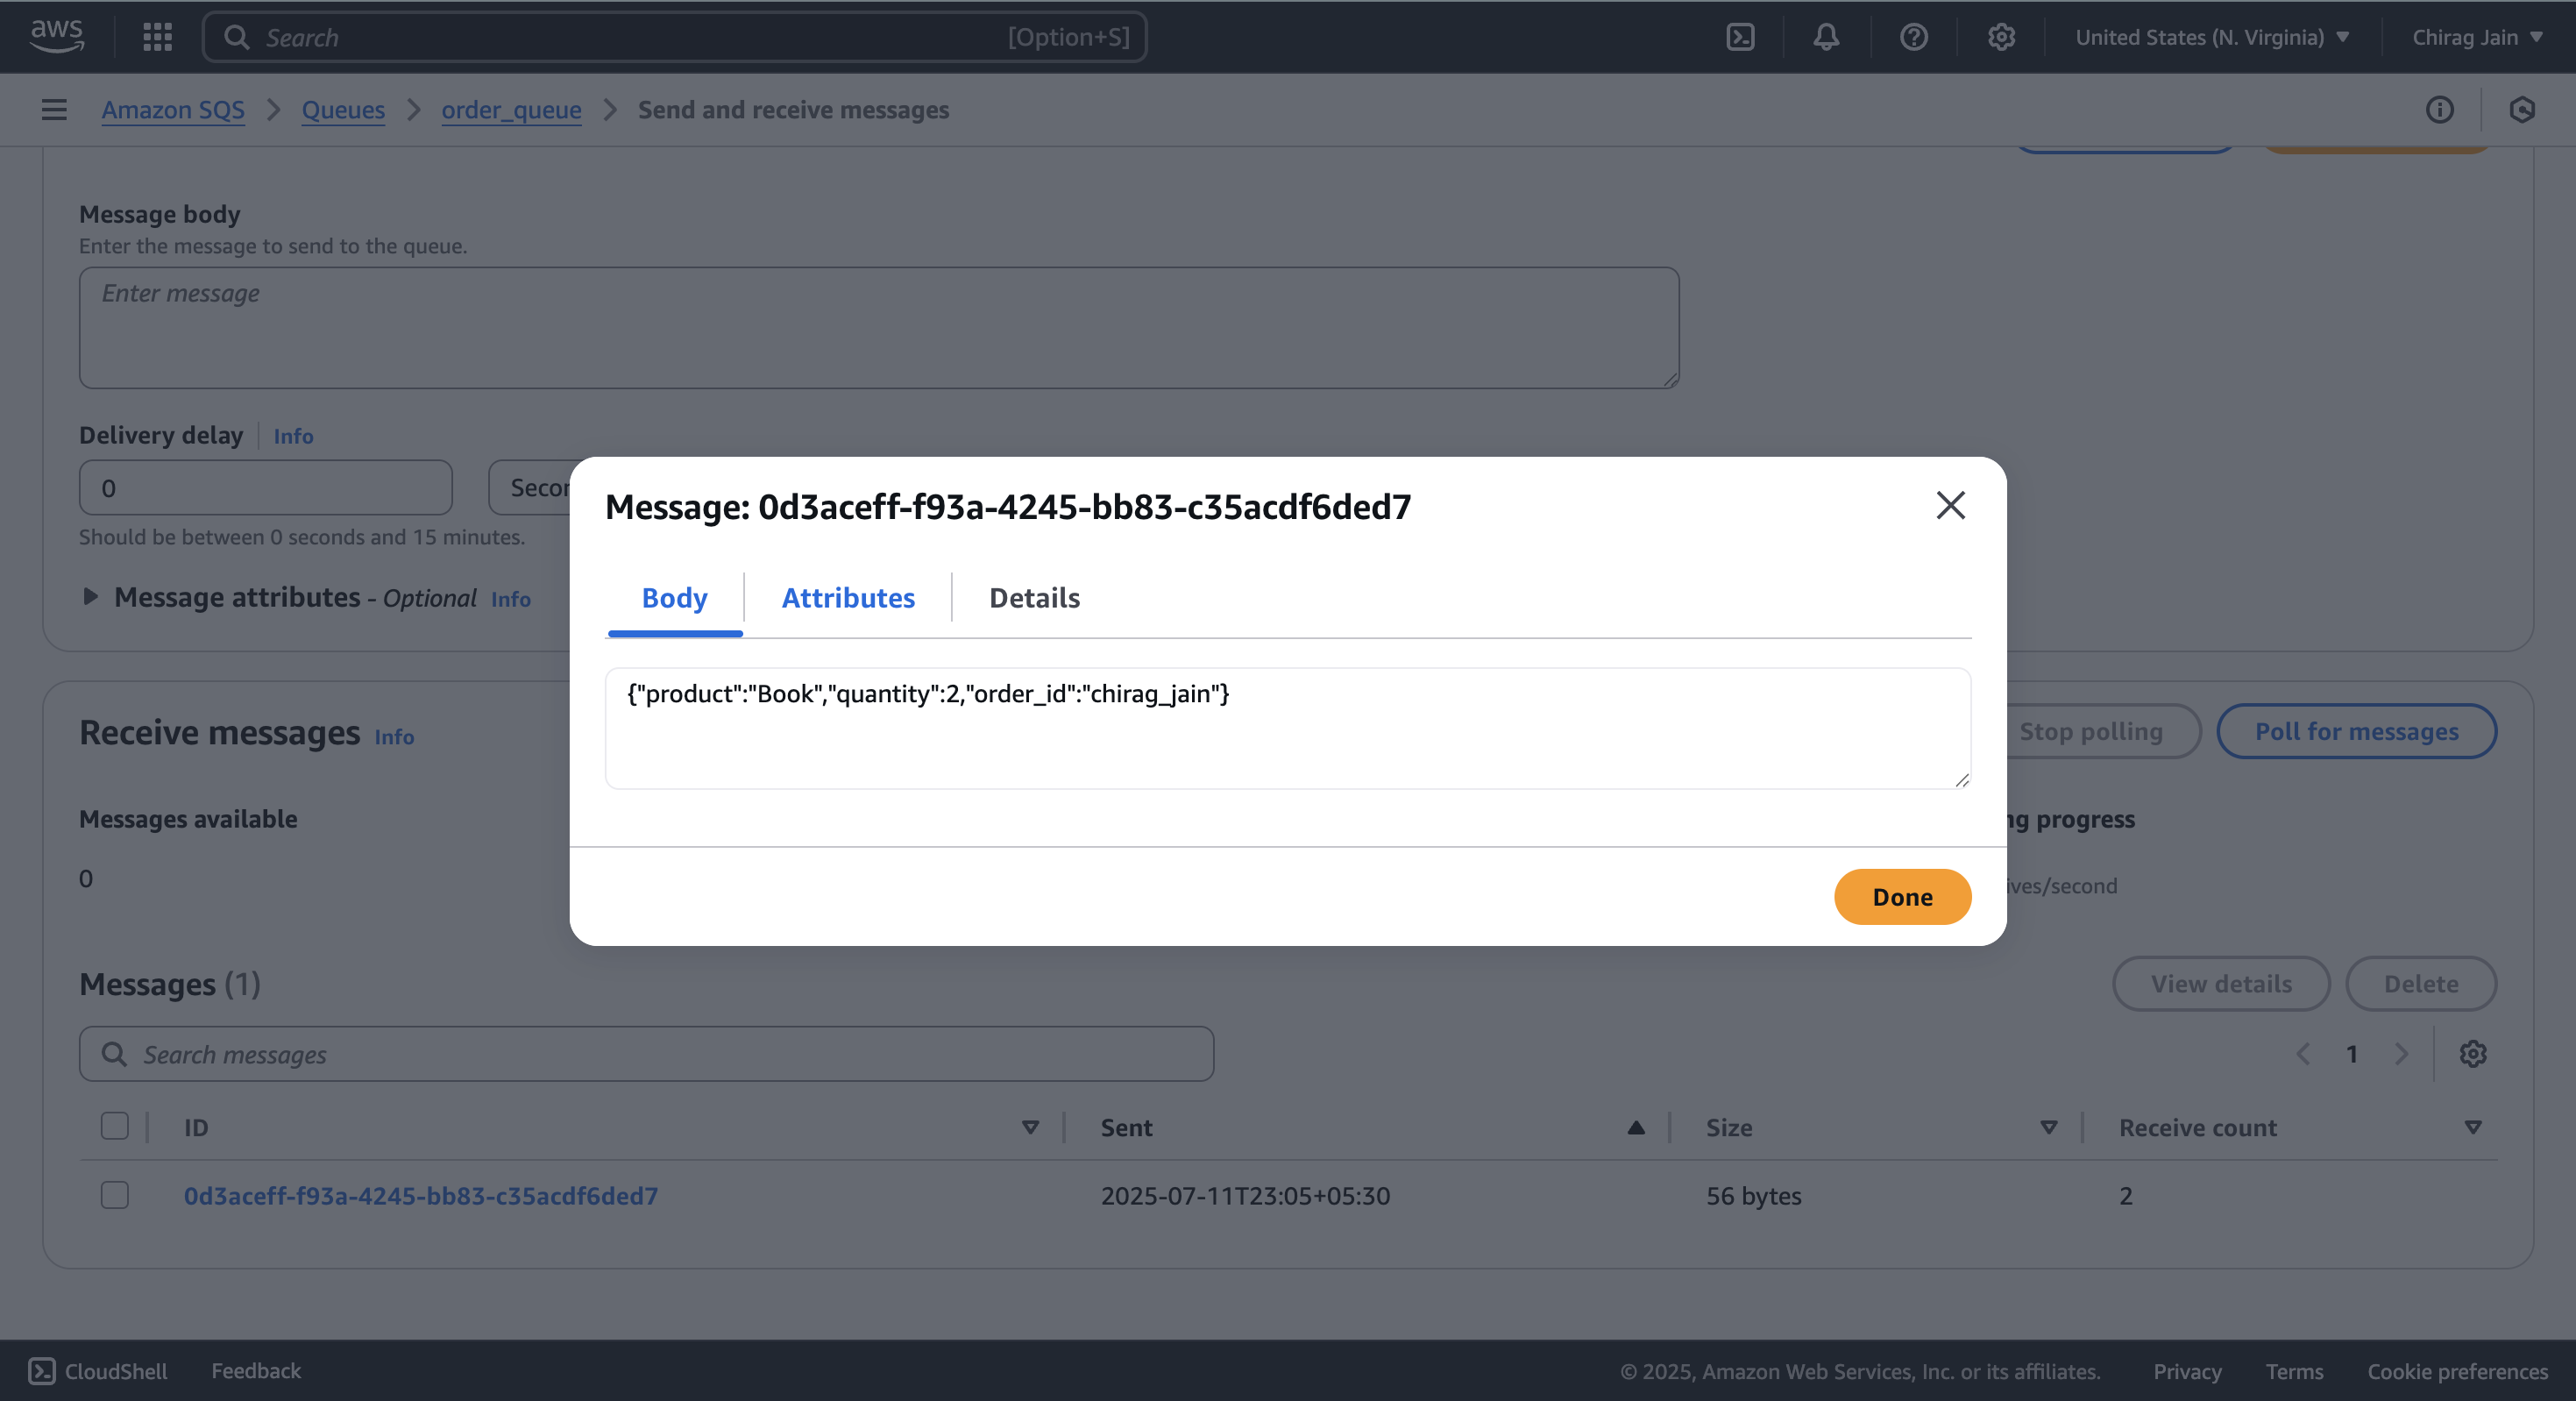 aws
Search [Option+S]
United States (N. Virginia)
Chirag Jain
Amazon SQS > Queues > order_queue > Send and receive messages
Message body
Enter the message to send to the queue.
Enter message
Delivery delay Info
0
Should be between 0 seconds and 15 minutes.
Message attributes - Optional Info
Message: 0d3aceff-f93a-4245-bb83-c35acdf6ded7
Body Attributes Details
{"product":"Book","quantity":2,"order_id":"chirag_jain"}
Done
Receive messages Info
Stop polling Poll for messages
Messages available
progress
0
/second
Messages (1)
View details Delete
Search messages
1
ID Sent Size Receive count
0d3aceff-f93a-4245-bb83-c35acdf6ded7 2025-07-11T23:05+05:30 56 bytes 2
CloudShell Feedback
© 2025, Amazon Web Services, Inc. or its affiliates. Privacy Terms Cookie preferences